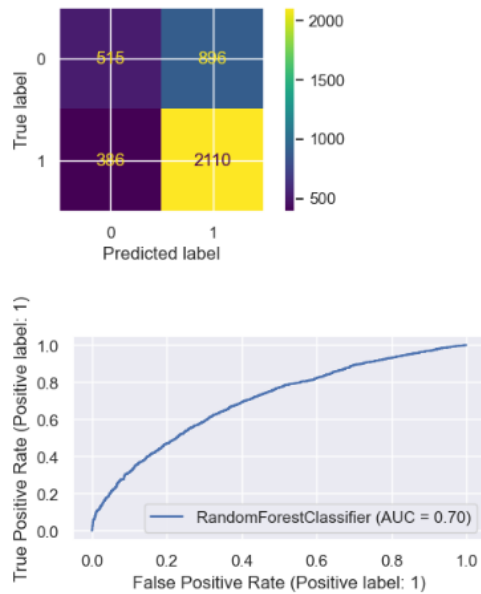 2000
0 515 896
1500
1000
1 386 2110
500
0 1
Predicted label
True label
1.0
0.8
0.6
0.4
0.2
0.0
RandomForestClassifier (AUC = 0.70)
0.0 0.2 0.4 0.6 0.8 1.0
False Positive Rate (Positive label: 1)
True Positive Rate (Positive label: 1)